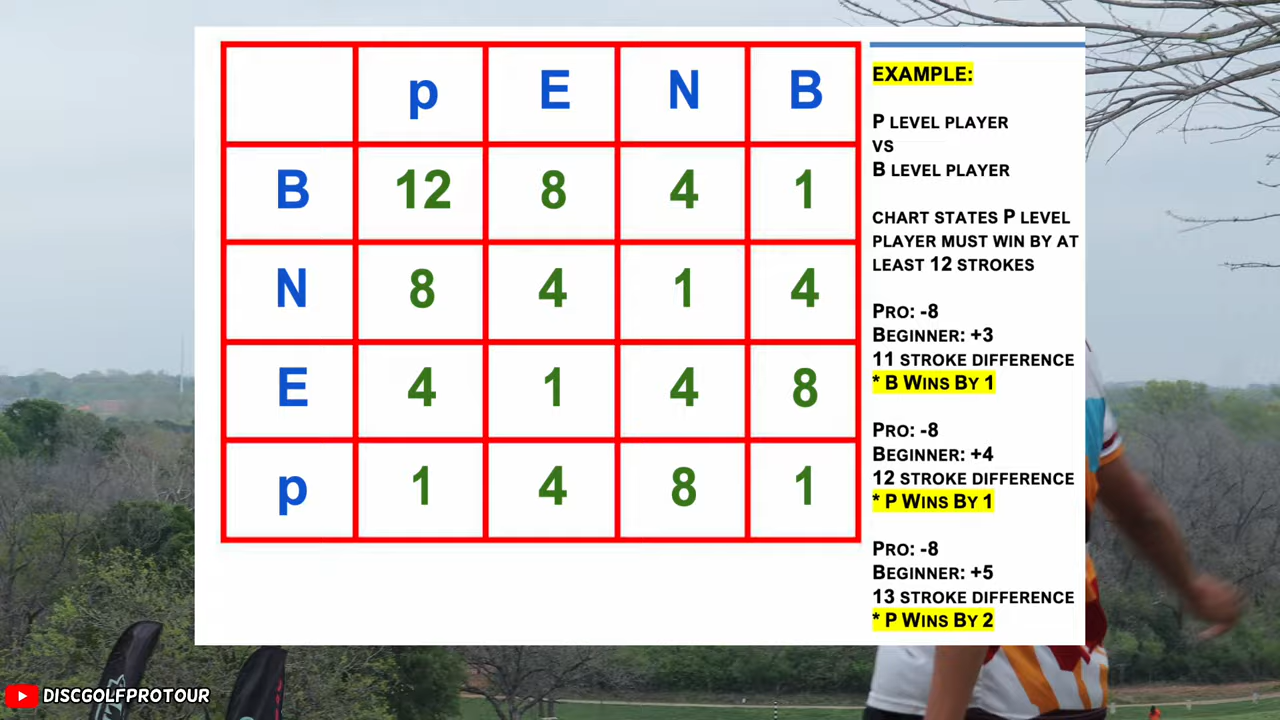 p E N B
B 12 8 4 1
N 8 4 1 4
E 4 1 4 8
p 1 4 8 1
EXAMPLE:
P LEVEL PLAYER
VS
B LEVEL PLAYER
CHART STATES P LEVEL
PLAYER MUST WIN BY AT
LEAST 12 STROKES
PRO: -8
BEGINNER: +3
11 STROKE DIFFERENCE
* B WINS BY 1
PRO: -8
BEGINNER: +4
12 STROKE DIFFERENCE
* P WINS BY 1
PRO: -8
BEGINNER: +5
13 STROKE DIFFERENCE
* P WINS BY 2
DISCGOLFPROTOUR